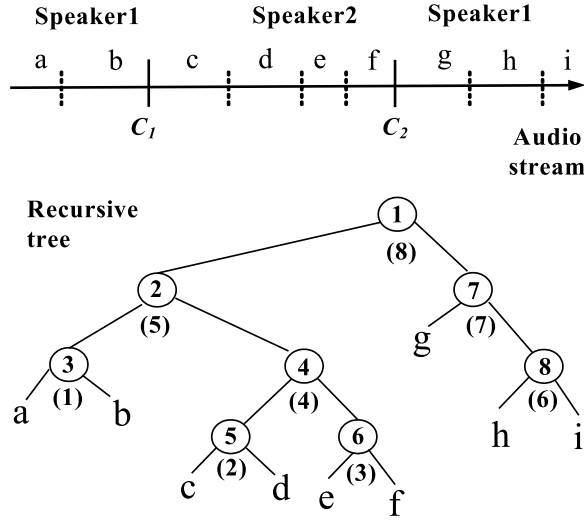 Speaker1 Speaker2 Speaker1
a b c d e f g h i
C1 C2
Audio
stream
Recursive
tree
1
(8)
2 7
(5) (7)
g
3 4 8
(1) (4) (6)
a b h i
5 6
(2) (3)
c d e f